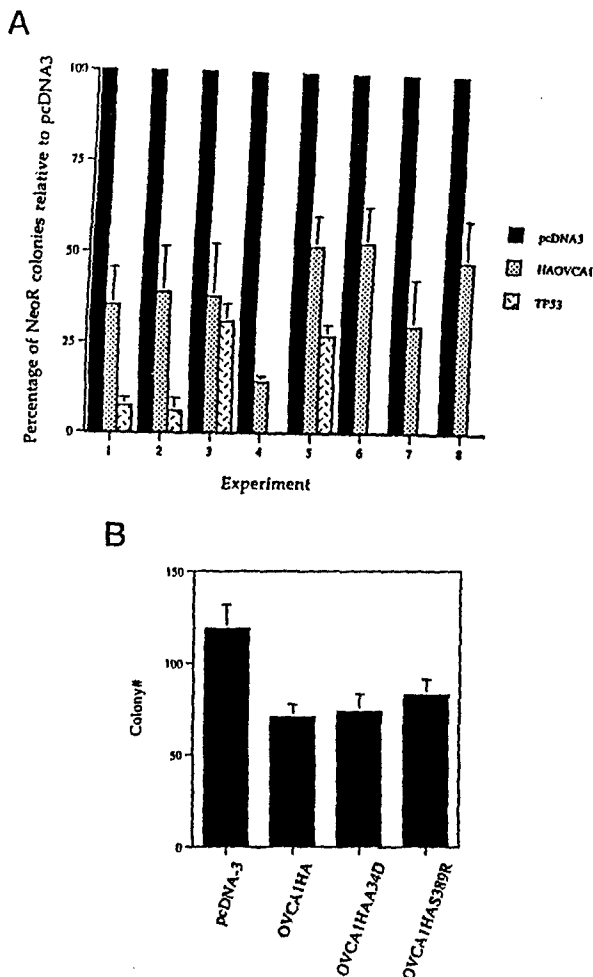 A
Percentage of NeoR colonies relative to pcDNA3
100
75
50
25
0
1 2 3 4 5 6 7 8
Experiment
pcDNA3
HAOVCA1
TP53
B
Colony#
150
100
50
0
pcDNA-3
OVCA1HA
OVCA1HAA34D
OVCA1HAS389R